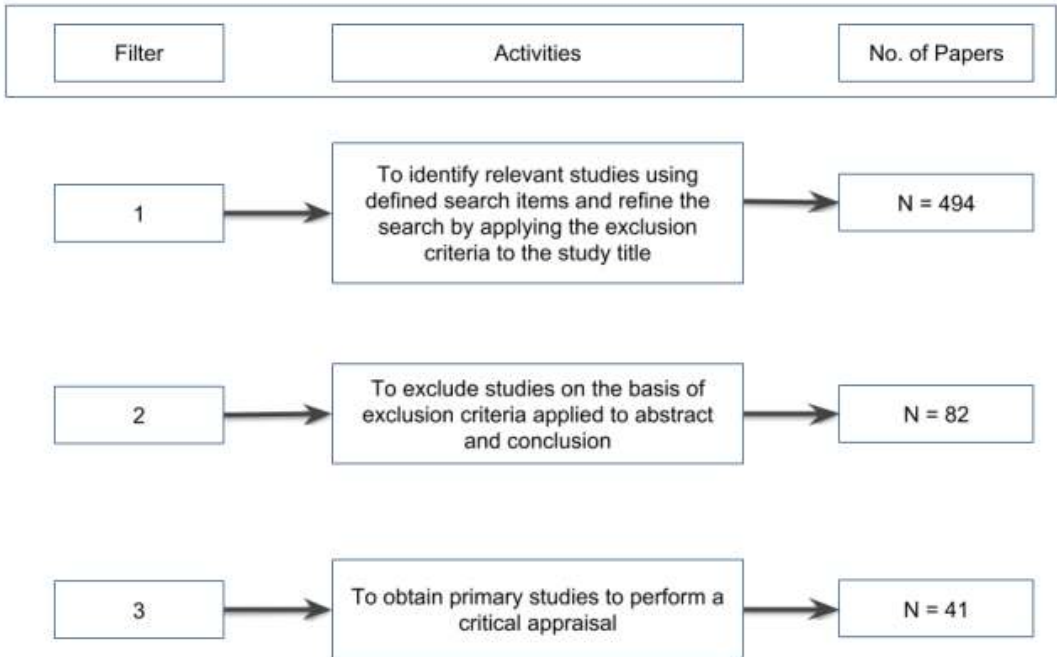 Filter
Activities
No. of Papers
1
To identify relevant studies using
defined search items and refine the
search by applying the exclusion
criteria to the study title
N = 494
2
To exclude studies on the basis of
exclusion criteria applied to abstract
and conclusion
N = 82
3
To obtain primary studies to perform a
critical appraisal
N = 41